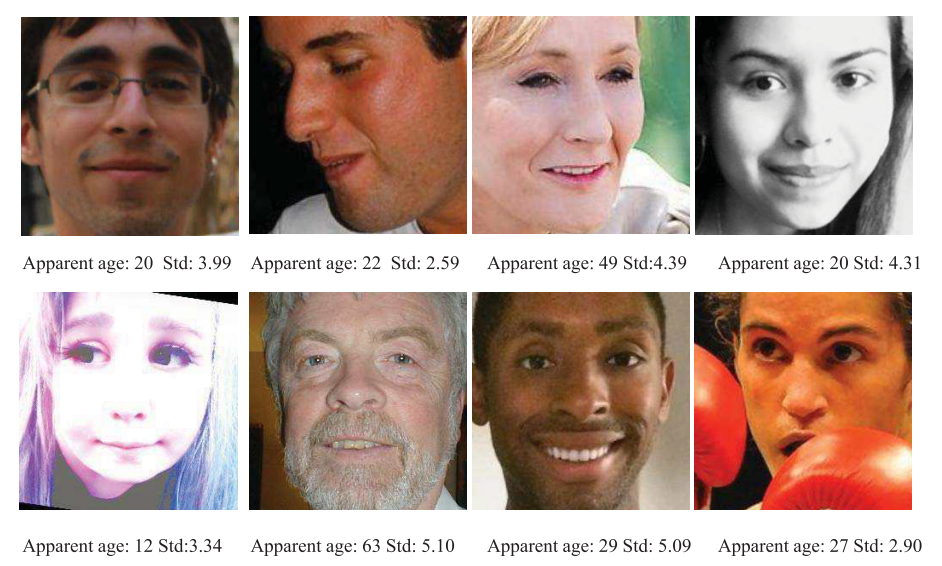 Apparent age: 20 Std: 3.99
Apparent age: 22 Std: 2.59
Apparent age: 49 Std:4.39
Apparent age: 20 Std: 4.31
Apparent age: 12 Std:3.34
Apparent age: 63 Std: 5.10
Apparent age: 29 Std: 5.09
Apparent age: 27 Std: 2.90